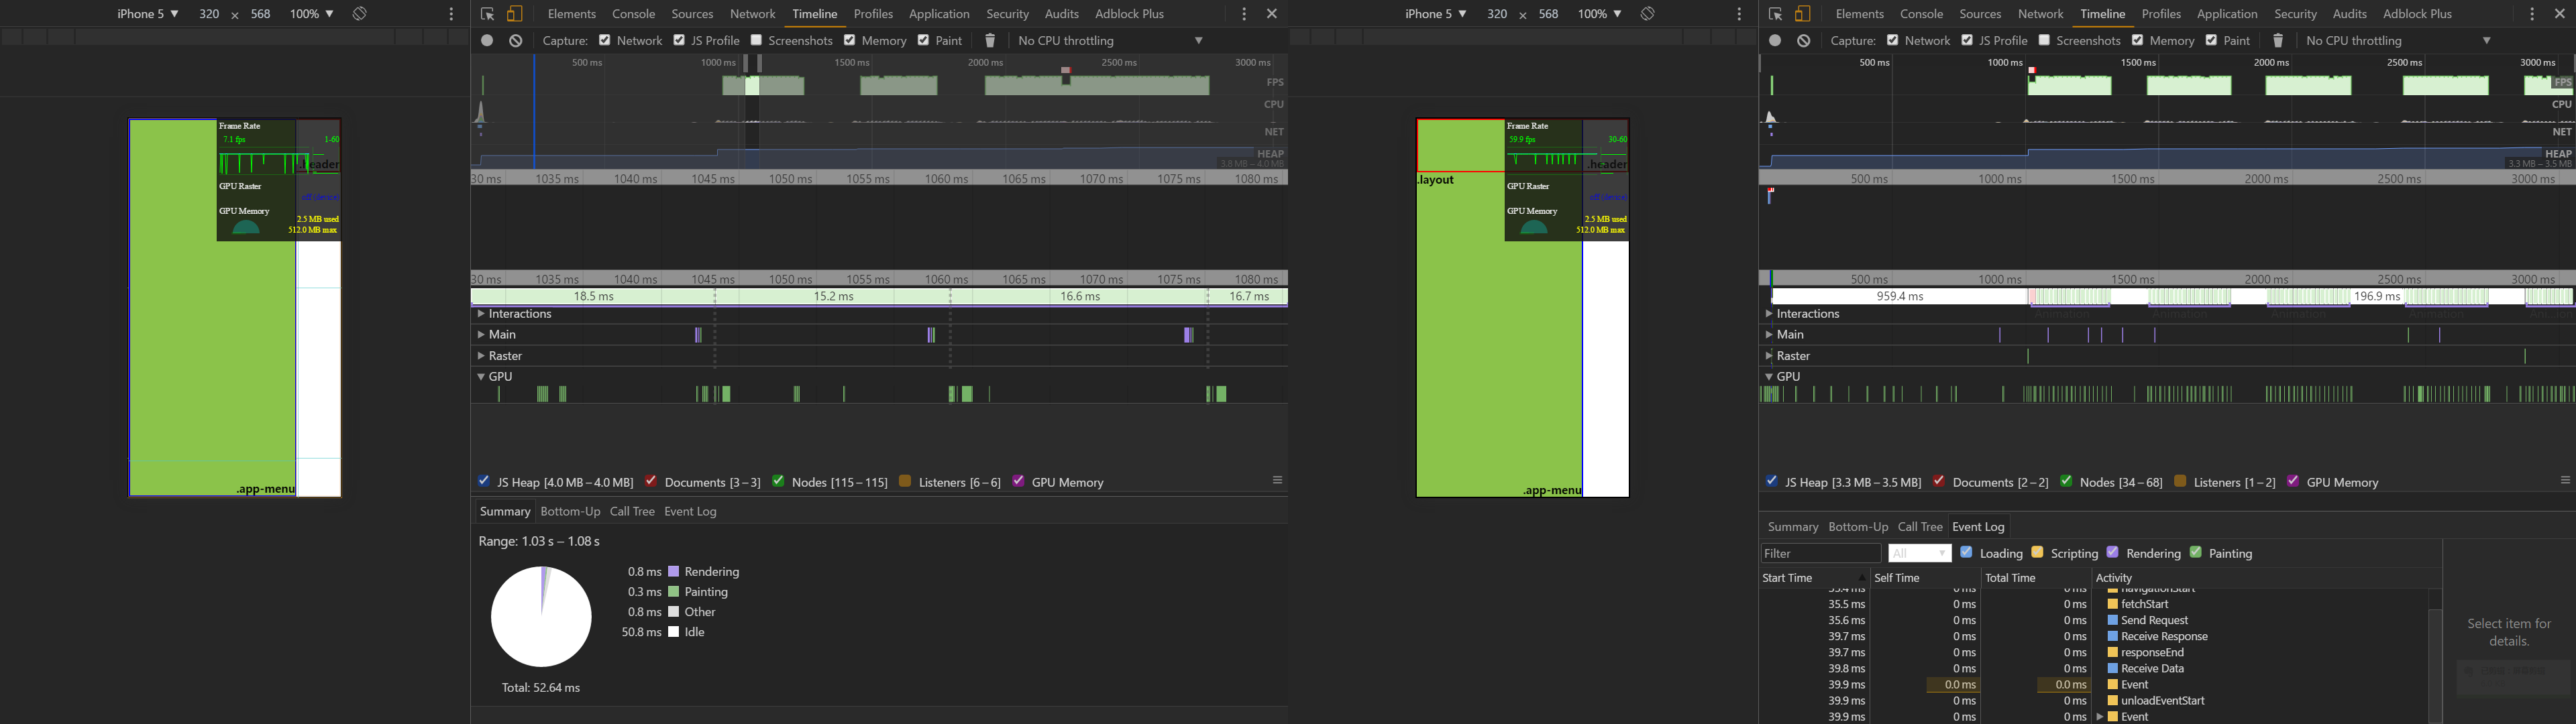 iPhone 5 ▼ 320 × 568 100% ▼
Elements Console Sources Network Timeline Profiles Application Security Audits Adblock Plus
Capture: Network JS Profile Screenshots Memory Paint No CPU throttling ▼
500 ms 1000 ms 1500 ms 2000 ms 2500 ms 3000 ms
FPS
CPU
NET
HEAP
3.8 MB – 4.0 MB
30 ms 1035 ms 1040 ms 1045 ms 1050 ms 1055 ms 1060 ms 1065 ms 1070 ms 1075 ms 1080 ms
Frame Rate
7.1 fps 1-60
GPU Raster
GPU Memory
2.5 MB used
512.0 MB max
.app-menu
30 ms 1035 ms 1040 ms 1045 ms 1050 ms 1055 ms 1060 ms 1065 ms 1070 ms 1075 ms 1080 ms
18.5 ms 15.2 ms 16.6 ms 16.7 ms
Interactions
Main
Raster
GPU
JS Heap [4.0 MB – 4.0 MB] Documents [3 – 3] Nodes [115 – 115] Listeners [6 – 6] GPU Memory
Summary Bottom-Up Call Tree Event Log
Range: 1.03 s – 1.08 s
0.8 ms Rendering
0.3 ms Painting
0.8 ms Other
50.8 ms Idle
Total: 52.64 ms
iPhone 5 ▼ 320 × 568 100% ▼
Elements Console Sources Network Timeline Profiles Application Security Audits Adblock Plus
Capture: Network JS Profile Screenshots Memory Paint No CPU throttling ▼
500 ms 1000 ms 1500 ms 2000 ms 2500 ms 3000 ms
FPS
CPU
NET
HEAP
3.3 MB – 3.5 MB
500 ms 1000 ms 1500 ms 2000 ms 2500 ms 3000 ms
Frame Rate
59.9 fps 30-60
.header
.layout
GPU Raster
GPU Memory
2.5 MB used
512.0 MB max
.app-menu
500 ms 1000 ms 1500 ms 2000 ms 2500 ms 3000 ms
959.4 ms 196.9 ms
Interactions Animation Animation Animation Animation
Main
Raster
GPU
JS Heap [3.3 MB – 3.5 MB] Documents [2 – 2] Nodes [34 – 68] Listeners [1 – 2] GPU Memory
Summary Bottom-Up Call Tree Event Log
Filter All ▼ Loading Scripting Rendering Painting
Start Time Self Time Total Time Activity
35.4 ms 0 ms 0 ms navigationStart
35.5 ms 0 ms 0 ms fetchStart
35.6 ms 0 ms 0 ms Send Request
39.7 ms 0 ms 0 ms Receive Response
39.7 ms 0 ms 0 ms responseEnd
39.8 ms 0 ms 0 ms Receive Data
39.9 ms 0.0 ms 0.0 ms Event
39.9 ms 0 ms 0 ms unloadEventStart
39.9 ms 0 ms 0 ms Event
Select item for
details.